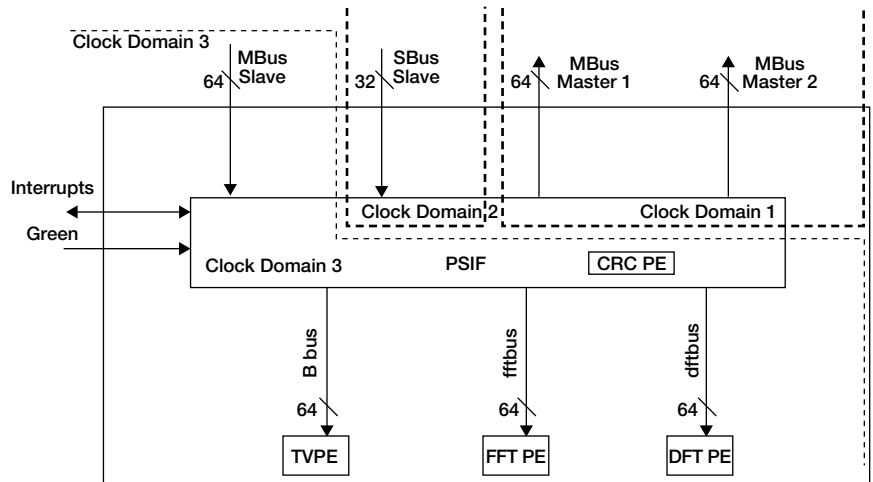 Clock Domain 3
MBus
Slave
64
SBus
Slave
32
MBus
Master 1
64
MBus
Master 2
64
Interrupts
Green
Clock Domain 2
Clock Domain 1
Clock Domain 3
PSIF
CRC PE
B bus
fftbus
dftbus
64
64
64
TVPE
FFT PE
DFT PE